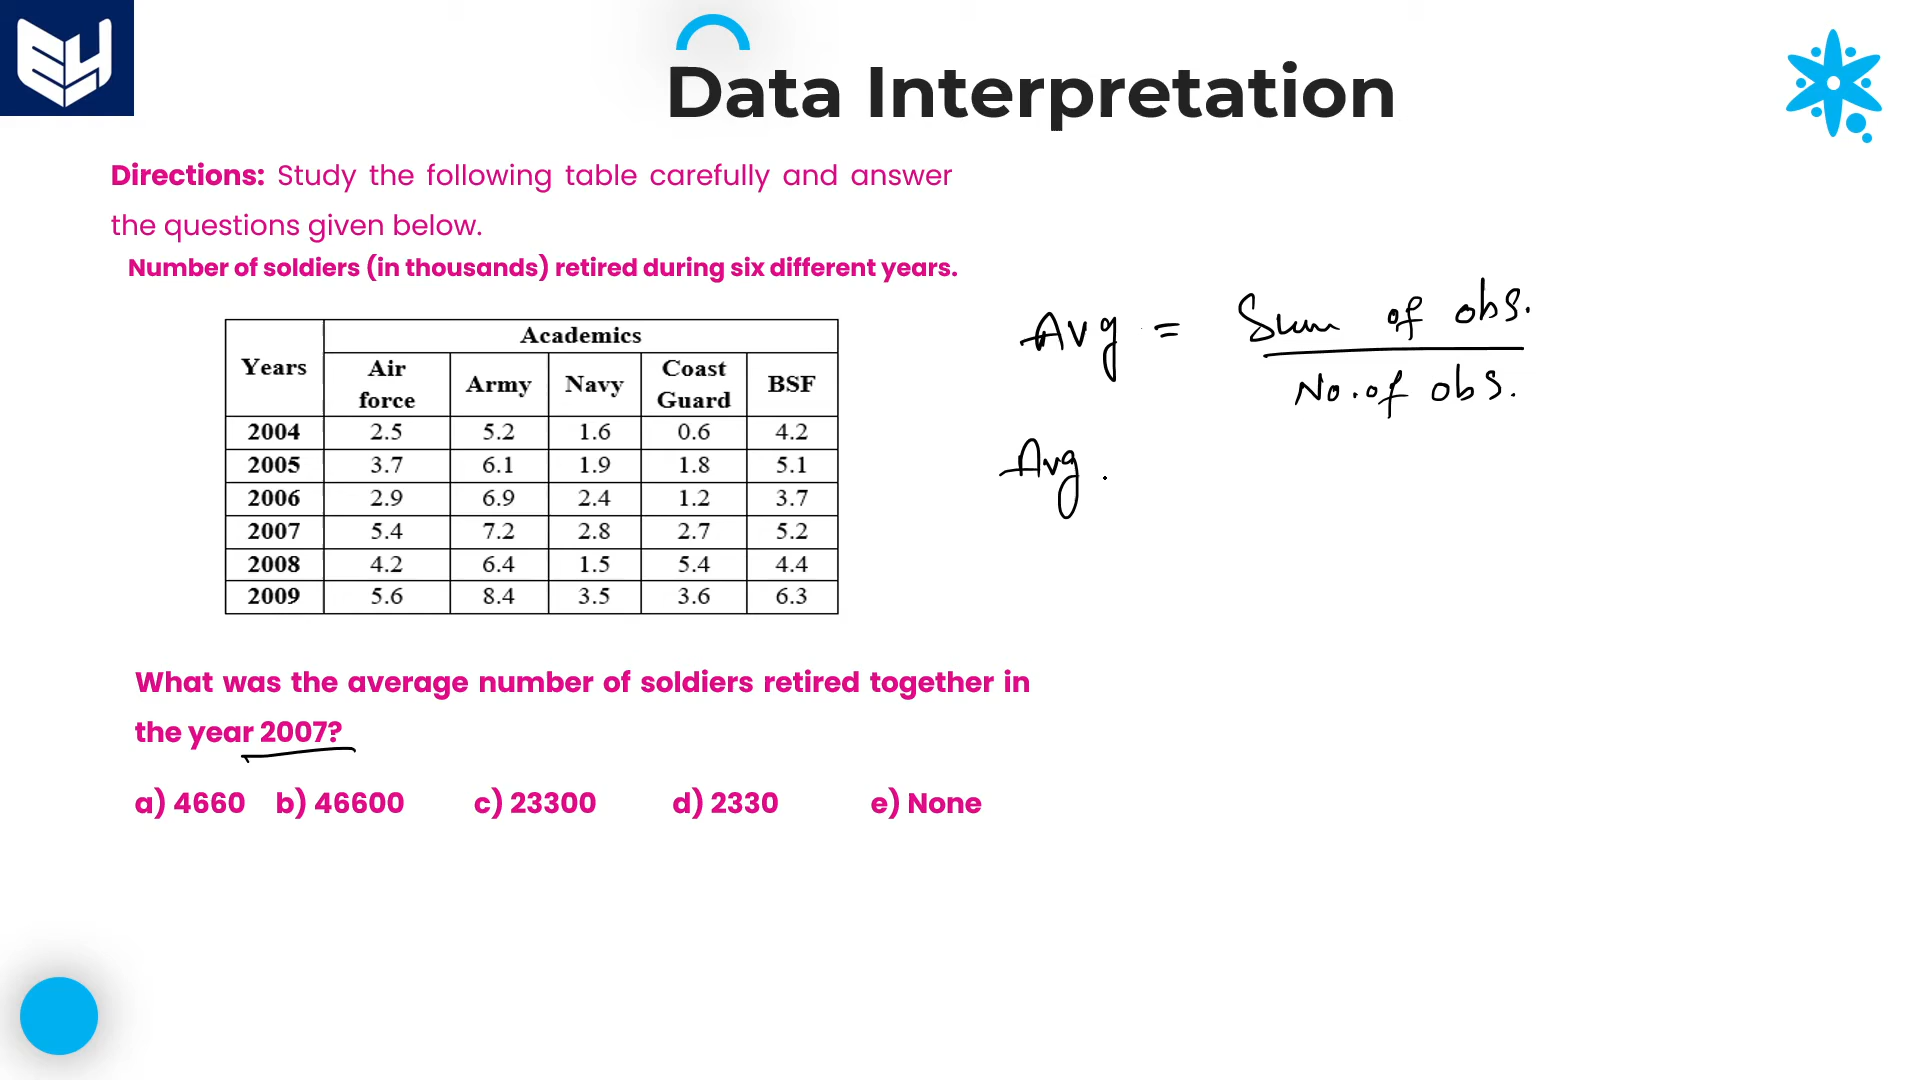 EY
Data Interpretation
Directions: Study the following table carefully and answer
the questions given below.
Number of soldiers (in thousands) retired during six different years.
Years Academics
Air force Army Navy Coast Guard BSF
2004 2.5 5.2 1.6 0.6 4.2
2005 3.7 6.1 1.9 1.8 5.1
2006 2.9 6.9 2.4 1.2 3.7
2007 5.4 7.2 2.8 2.7 5.2
2008 4.2 6.4 1.5 5.4 4.4
2009 5.6 8.4 3.5 3.6 6.3
Avg = Sum of obs.
No. of obs.
Avg .
What was the average number of soldiers retired together in
the year 2007?
a) 4660 b) 46600 c) 23300 d) 2330 e) None